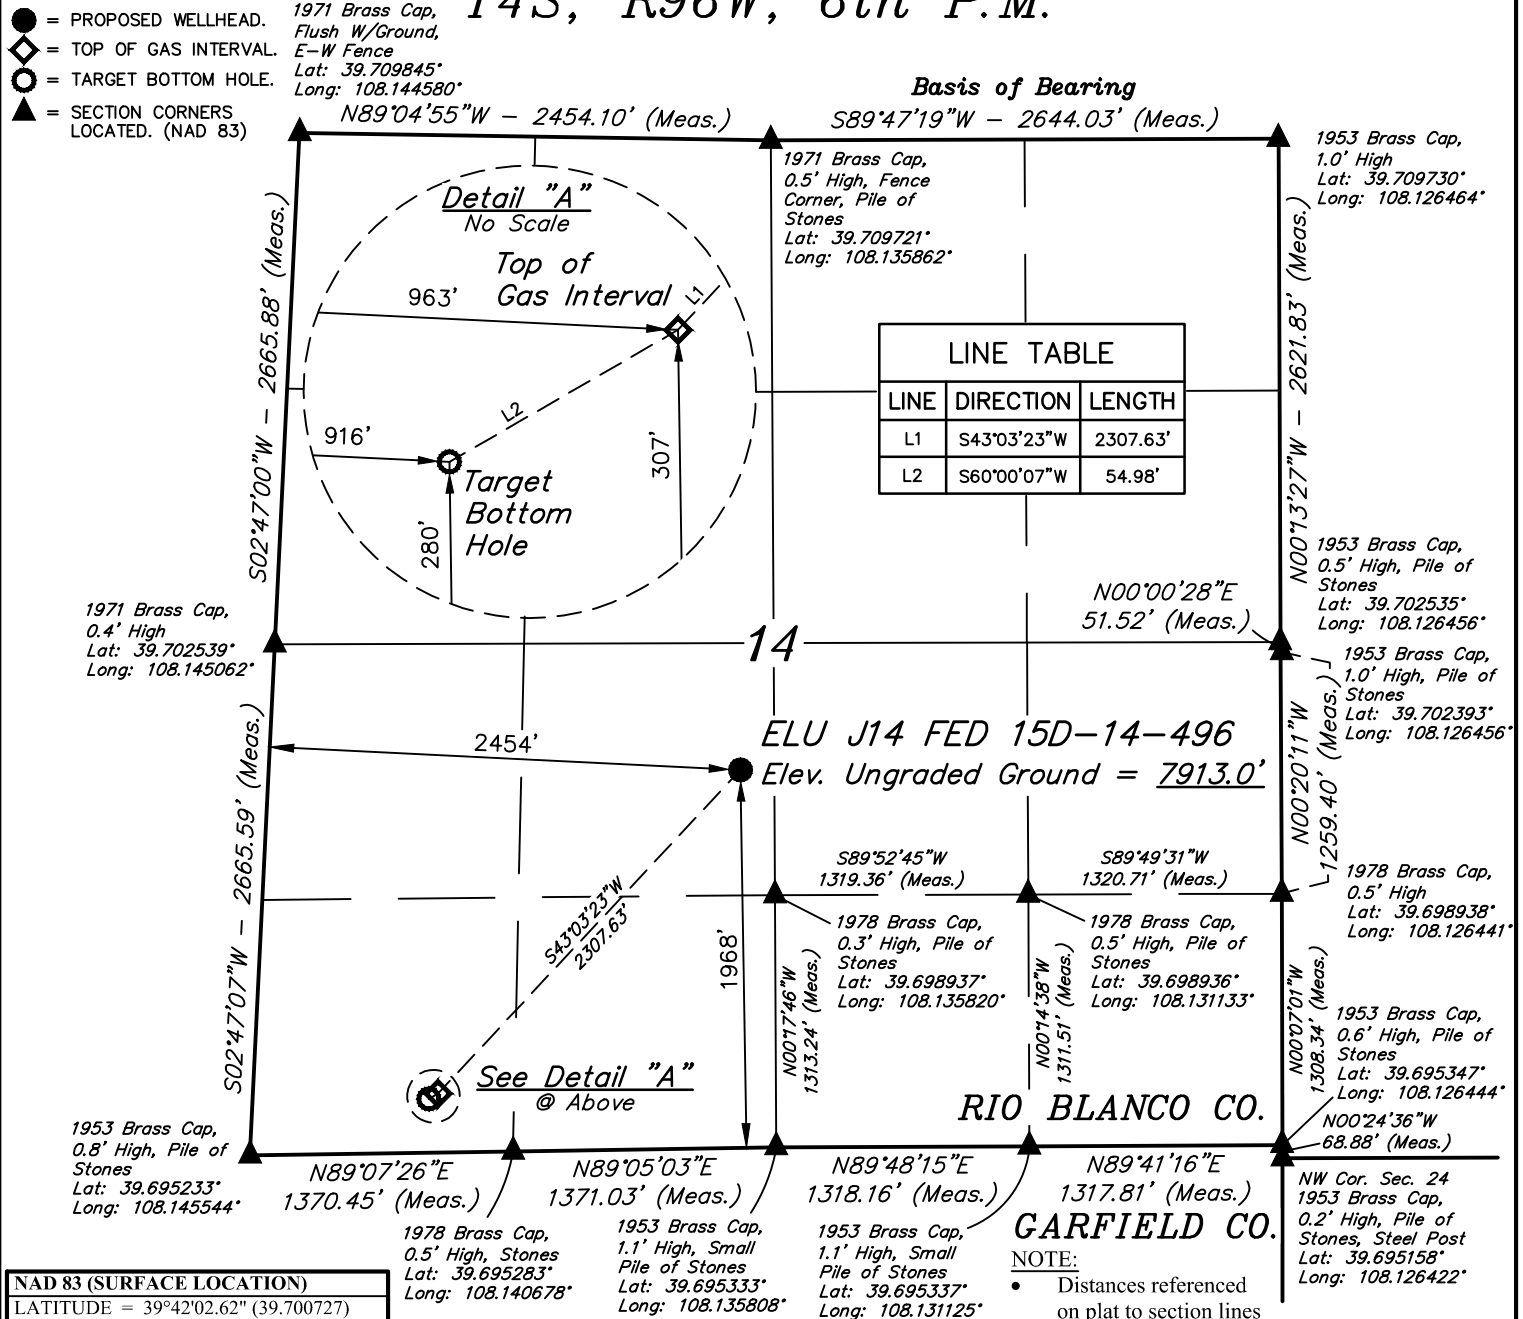 T4S, R96W, 6th P.M.
= PROPOSED WELLHEAD.
= TOP OF GAS INTERVAL.
= TARGET BOTTOM HOLE.
= SECTION CORNERS
LOCATED. (NAD 83)
1971 Brass Cap,
Flush W/Ground,
E-W Fence
Lat: 39.709845°
Long: 108.144580°
N89°04'55"W - 2454.10' (Meas.)
Basis of Bearing
S89°47'19"W - 2644.03' (Meas.)
1953 Brass Cap,
1.0' High
Lat: 39.709730°
Long: 108.126464°
1971 Brass Cap,
0.5' High, Fence
Corner, Pile of
Stones
Lat: 39.709721°
Long: 108.135862°
Detail "A"
No Scale
Top of
Gas Interval
L1
963'
L2
916'
307'
280'
Target
Bottom
Hole
S02°47'00"W - 2665.88' (Meas.)
LINE TABLE
LINE DIRECTION LENGTH
L1 S43°03'23"W 2307.63'
L2 S60°00'07"W 54.98'
N00°13'27"W - 2621.83' (Meas.)
1953 Brass Cap,
0.5' High, Pile of
Stones
Lat: 39.702535°
Long: 108.126456°
N00°00'28"E
51.52' (Meas.)
1971 Brass Cap,
0.4' High
Lat: 39.702539°
Long: 108.145062°
14
1953 Brass Cap,
1.0' High, Pile of
Stones
Lat: 39.702393°
Long: 108.126456°
N00°20'11"W
1259.40' (Meas.)
2454'
ELU J14 FED 15D-14-496
Elev. Ungraded Ground = 7913.0'
S02°47'07"W - 2665.59' (Meas.)
S89°52'45"W
1319.36' (Meas.)
S89°49'31"W
1320.71' (Meas.)
1978 Brass Cap,
0.5' High
Lat: 39.698938°
Long: 108.126441°
S43°03'23"W
2307.63'
1968'
1978 Brass Cap,
0.3' High, Pile of
Stones
Lat: 39.698937°
Long: 108.135820°
1978 Brass Cap,
0.5' High, Pile of
Stones
Lat: 39.698936°
Long: 108.131133°
N00°17'46"W
1313.24' (Meas.)
N00°14'38"W
1311.51' (Meas.)
N00°07'01"W
1308.34' (Meas.)
1953 Brass Cap,
0.6' High, Pile of
Stones
Lat: 39.695347°
Long: 108.126444°
See Detail "A"
@ Above
RIO BLANCO CO.
N00°24'36"W
68.88' (Meas.)
1953 Brass Cap,
0.8' High, Pile of
Stones
Lat: 39.695233°
Long: 108.145544°
N89°07'26"E
1370.45' (Meas.)
N89°05'03"E
1371.03' (Meas.)
N89°48'15"E
1318.16' (Meas.)
N89°41'16"E
1317.81' (Meas.)
NW Cor. Sec. 24
1953 Brass Cap,
0.2' High, Pile of
Stones, Steel Post
Lat: 39.695158°
Long: 108.126422°
1978 Brass Cap,
0.5' High, Stones
Lat: 39.695283°
Long: 108.140678°
1953 Brass Cap,
1.1' High, Small
Pile of Stones
Lat: 39.695333°
Long: 108.135808°
1953 Brass Cap,
1.1' High, Small
Pile of Stones
Lat: 39.695337°
Long: 108.131125°
GARFIELD CO.
NOTE:
• Distances referenced
on plat to section lines
NAD 83 (SURFACE LOCATION)
LATITUDE = 39°42'02.62" (39.700727)